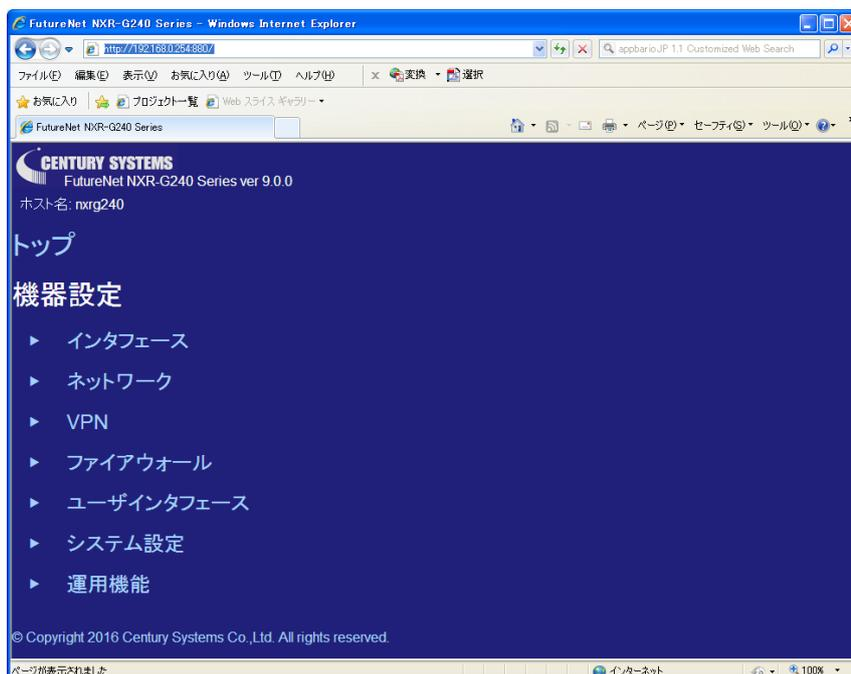 FutureNet NXR-G240 Series - Windows Internet Explorer
http://192.168.0.254:880/
appbarioJP 1.1 Customized Web Search
ファイル(F) 編集(E) 表示(V) お気に入り(A) ツール(T) ヘルプ(H) x 変換 選択
お気に入り プロジェクト一覧 Web スライス ギャラリー
FutureNet NXR-G240 Series ページ(P) セーフティ(S) ツール(O)
CENTURY SYSTEMS
FutureNet NXR-G240 Series ver 9.0.0
ホスト名: nxrg240
トップ
機器設定
インタフェース
ネットワーク
VPN
ファイアウォール
ユーザインタフェース
システム設定
運用機能
© Copyright 2016 Century Systems Co.,Ltd. All rights reserved.
ページが表示されました インターネット 100%